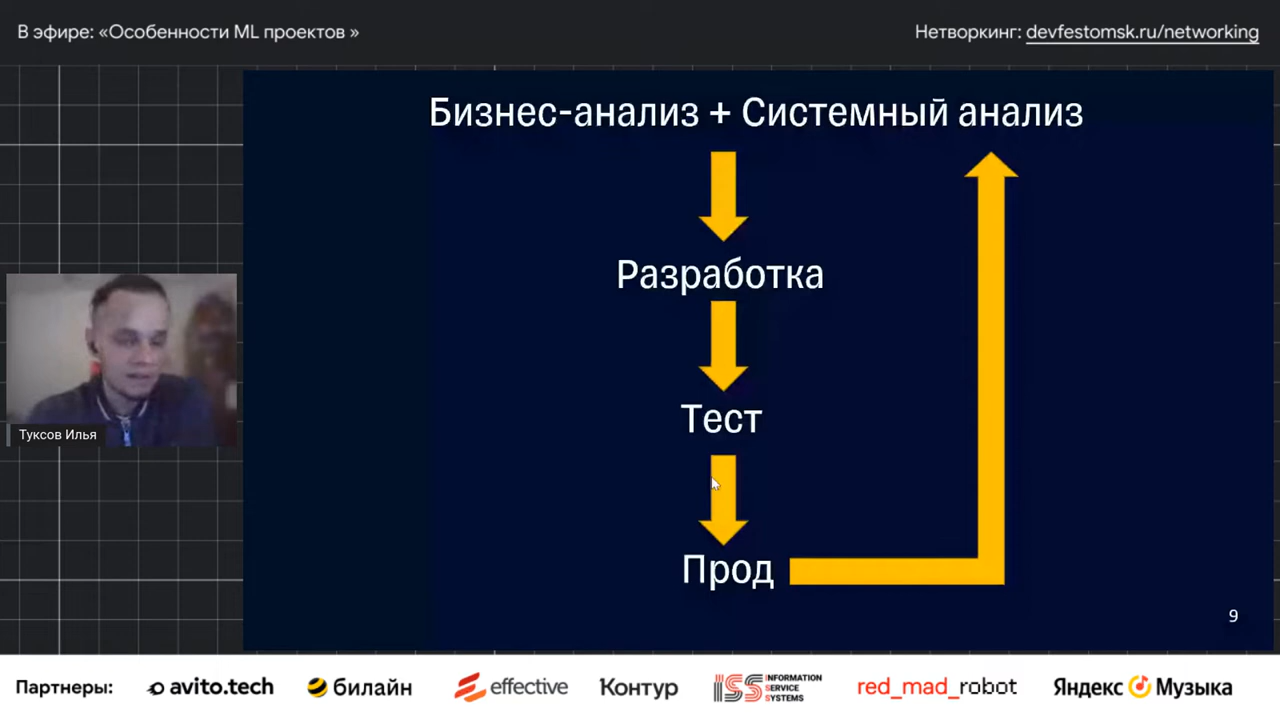 В эфире: «Особенности ML проектов »
Нетворкинг: devfestomsk.ru/networking
Бизнес-анализ + Системный анализ
Разработка
Тест
Прод
9
Туксов Илья
Партнеры: avito.tech билайн effective Контур ISS INFORMATION SERVICE SYSTEMS red_mad_robot Яндекс Музыка